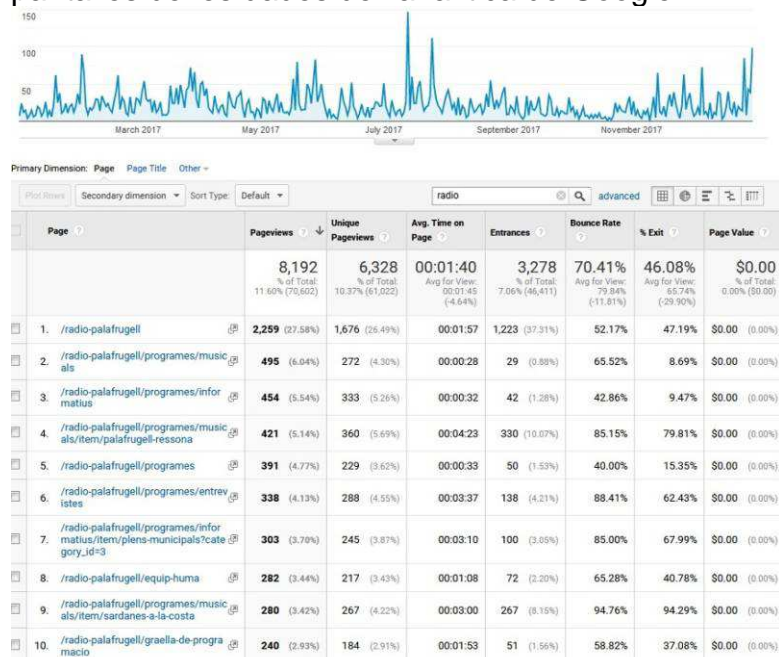 150
100
50
March 2017 May 2017 July 2017 September 2017 November 2017
Primary Dimension: Page Page Title Other
Plot Rows Secondary dimension Sort Type: Default radio advanced
Page Pageviews Unique Pageviews Avg. Time on Page Entrances Bounce Rate % Exit Page Value
8,192 6,328 00:01:40 3,278 70.41% 46.08% $0.00
% of Total: % of Total: Avg for View: % of Total: Avg for View: Avg for View: % of Total:
11.60% (70,602) 10.37% (61,022) 00:01:45 7.06% (46,411) 79.84% 65.74% 0.00% ($0.00)
(-4.64%) (-11.81%) (-29.90%)
1. /radio-palafrugell 2,259 (27.58%) 1,676 (26.49%) 00:01:57 1,223 (37.31%) 52.17% 47.19% $0.00 (0.00%)
2. /radio-palafrugell/programes/music
als 495 (6.04%) 272 (4.30%) 00:00:28 29 (0.88%) 65.52% 8.69% $0.00 (0.00%)
3. /radio-palafrugell/programes/infor
matius 454 (5.54%) 333 (5.26%) 00:00:32 42 (1.28%) 42.86% 9.47% $0.00 (0.00%)
4. /radio-palafrugell/programes/music
als/item/palafrugell-ressona 421 (5.14%) 360 (5.69%) 00:04:23 330 (10.07%) 85.15% 79.81% $0.00 (0.00%)
5. /radio-palafrugell/programes 391 (4.77%) 229 (3.62%) 00:00:33 50 (1.53%) 40.00% 15.35% $0.00 (0.00%)
6. /radio-palafrugell/programes/entrev
istes 338 (4.13%) 288 (4.55%) 00:03:37 138 (4.21%) 88.41% 62.43% $0.00 (0.00%)
7. /radio-palafrugell/programes/infor
matius/item/plens-municipals?cate
gory_id=3 303 (3.70%) 245 (3.87%) 00:03:10 100 (3.05%) 85.00% 67.99% $0.00 (0.00%)
8. /radio-palafrugell/equip-huma 282 (3.44%) 217 (3.43%) 00:01:08 72 (2.20%) 65.28% 40.78% $0.00 (0.00%)
9. /radio-palafrugell/programes/music
als/item/sardanes-a-la-costa 280 (3.42%) 267 (4.22%) 00:03:00 267 (8.15%) 94.76% 94.29% $0.00 (0.00%)
10. /radio-palafrugell/graella-de-progra
macio 240 (2.93%) 184 (2.91%) 00:01:53 51 (1.56%) 58.82% 37.08% $0.00 (0.00%)